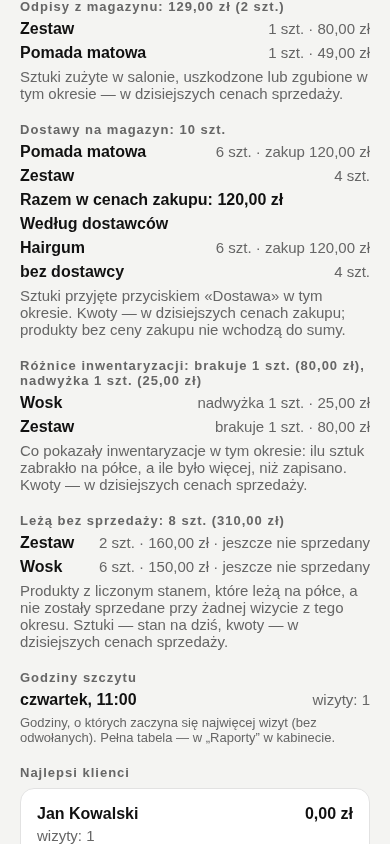 Odpisy z magazynu: 129,00 zł (2 szt.)
Zestaw 1 szt. · 80,00 zł
Pomada matowa 1 szt. · 49,00 zł
Sztuki zużyte w salonie, uszkodzone lub zgubione w
tym okresie — w dzisiejszych cenach sprzedaży.
Dostawy na magazyn: 10 szt.
Pomada matowa 6 szt. · zakup 120,00 zł
Zestaw 4 szt.
Razem w cenach zakupu: 120,00 zł
Według dostawców
Hairgum 6 szt. · zakup 120,00 zł
bez dostawcy 4 szt.
Sztuki przyjęte przyciskiem «Dostawa» w tym
okresie. Kwoty — w dzisiejszych cenach zakupu;
produkty bez ceny zakupu nie wchodzą do sumy.
Różnice inwentaryzacji: brakuje 1 szt. (80,00 zł),
nadwyżka 1 szt. (25,00 zł)
Wosk nadwyżka 1 szt. · 25,00 zł
Zestaw brakuje 1 szt. · 80,00 zł
Co pokazały inwentaryzacje w tym okresie: ilu sztuk
zabrakło na półce, a ile było więcej, niż zapisano.
Kwoty — w dzisiejszych cenach sprzedaży.
Leżą bez sprzedaży: 8 szt. (310,00 zł)
Zestaw 2 szt. · 160,00 zł · jeszcze nie sprzedany
Wosk 6 szt. · 150,00 zł · jeszcze nie sprzedany
Produkty z liczonym stanem, które leżą na półce, a
nie zostały sprzedane przy żadnej wizycie z tego
okresu. Sztuki — stan na dziś, kwoty — w
dzisiejszych cenach sprzedaży.
Godziny szczytu
czwartek, 11:00 wizyty: 1
Godziny, o których zaczyna się najwięcej wizyt (bez
odwołanych). Pełna tabela — w „Raporty” w kabinecie.
Najlepsi klienci
Jan Kowalski 0,00 zł
wizyty: 1